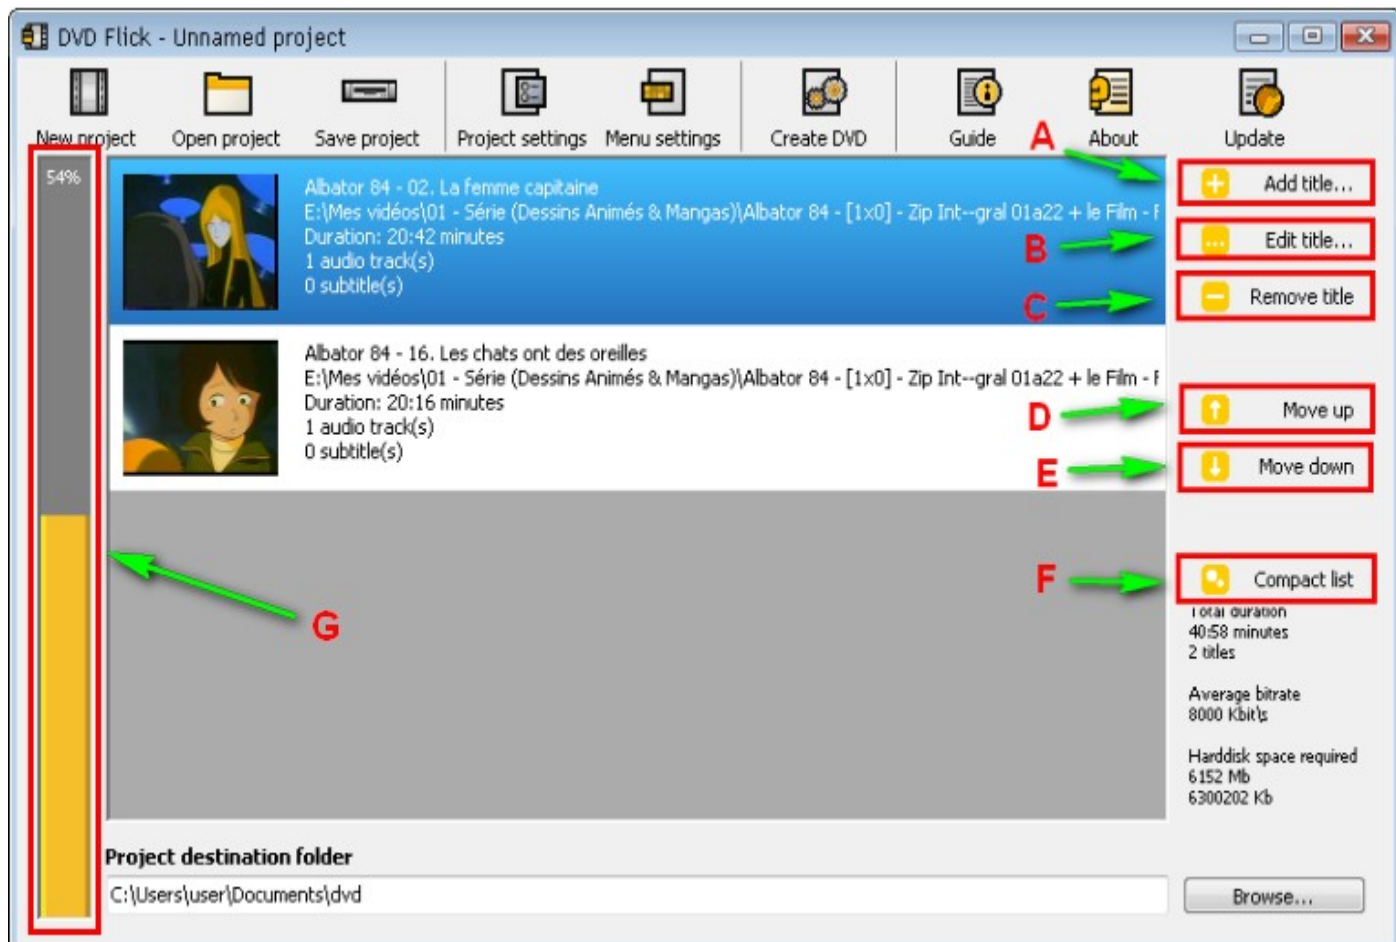 DVD Flick - Unnamed project
New project Open project Save project Project settings Menu settings Create DVD Guide About Update
A
54%
Albator 84 - 02. La femme capitaine
E:\Mes vidéos\01 - Série (Dessins Animés & Mangas)\Albator 84 - [1x0] - Zip Int--gral 01a22 + le Film - F
Duration: 20:42 minutes
1 audio track(s)
0 subtitle(s)
Add title...
B
Edit title...
C
Remove title
Albator 84 - 16. Les chats ont des oreilles
E:\Mes vidéos\01 - Série (Dessins Animés & Mangas)\Albator 84 - [1x0] - Zip Int--gral 01a22 + le Film - F
Duration: 20:16 minutes
1 audio track(s)
0 subtitle(s)
D
Move up
E
Move down
F
Compact list
G
Total duration
40:58 minutes
2 titles
Average bitrate
8000 Kbit\s
Harddisk space required
6152 Mb
6300202 Kb
Project destination folder
C:\Users\user\Documents\dvd
Browse...